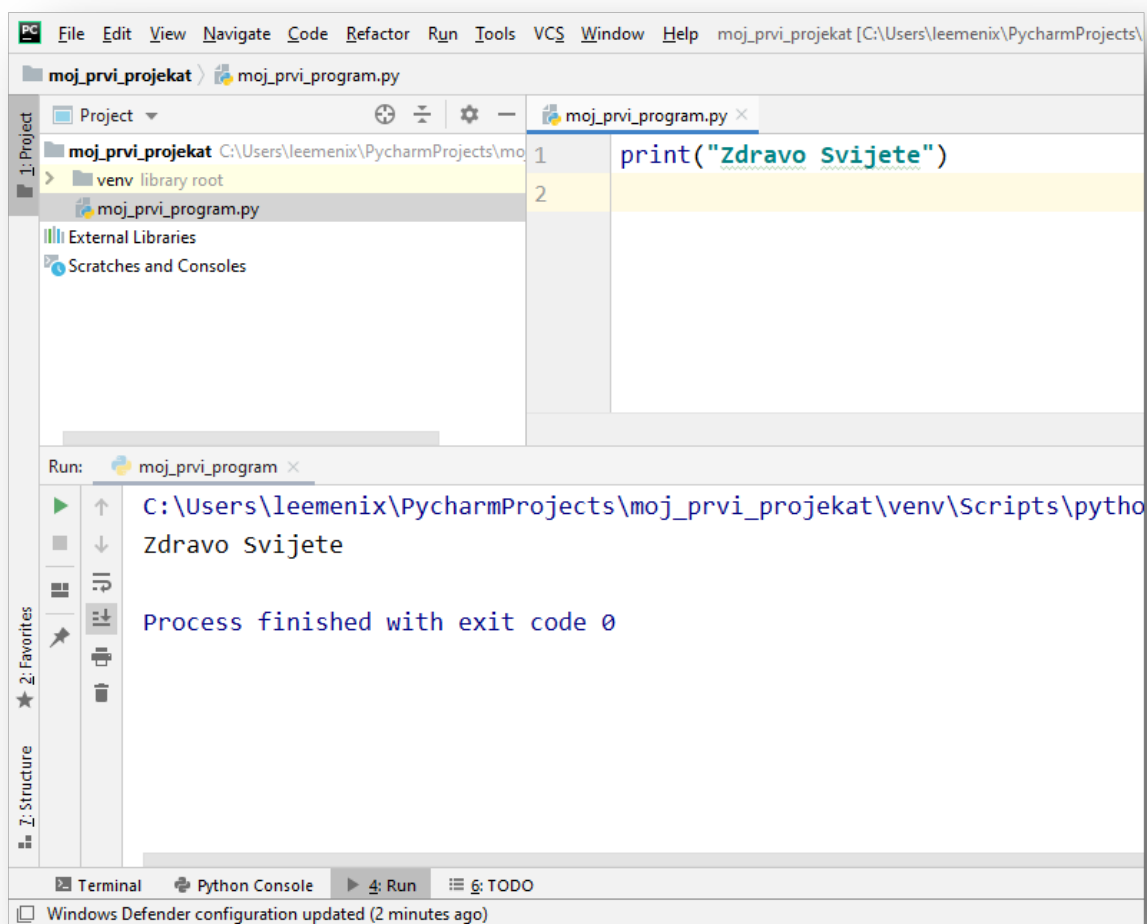 PC File Edit View Navigate Code Refactor Run Tools VCS Window Help moj_prvi_projekat [C:\Users\leemenix\PycharmProjects\
moj_prvi_projekat moj_prvi_program.py
1: Project
Project
moj_prvi_program.py
moj_prvi_projekat C:\Users\leemenix\PycharmProjects\mo
venv library root
moj_prvi_program.py
External Libraries
Scratches and Consoles
1 print("Zdravo Svijete")
2
Run: moj_prvi_program
C:\Users\leemenix\PycharmProjects\moj_prvi_projekat\venv\Scripts\pytho
Zdravo Svijete
Process finished with exit code 0
2: Favorites
7: Structure
Terminal Python Console 4: Run 6: TODO
Windows Defender configuration updated (2 minutes ago)